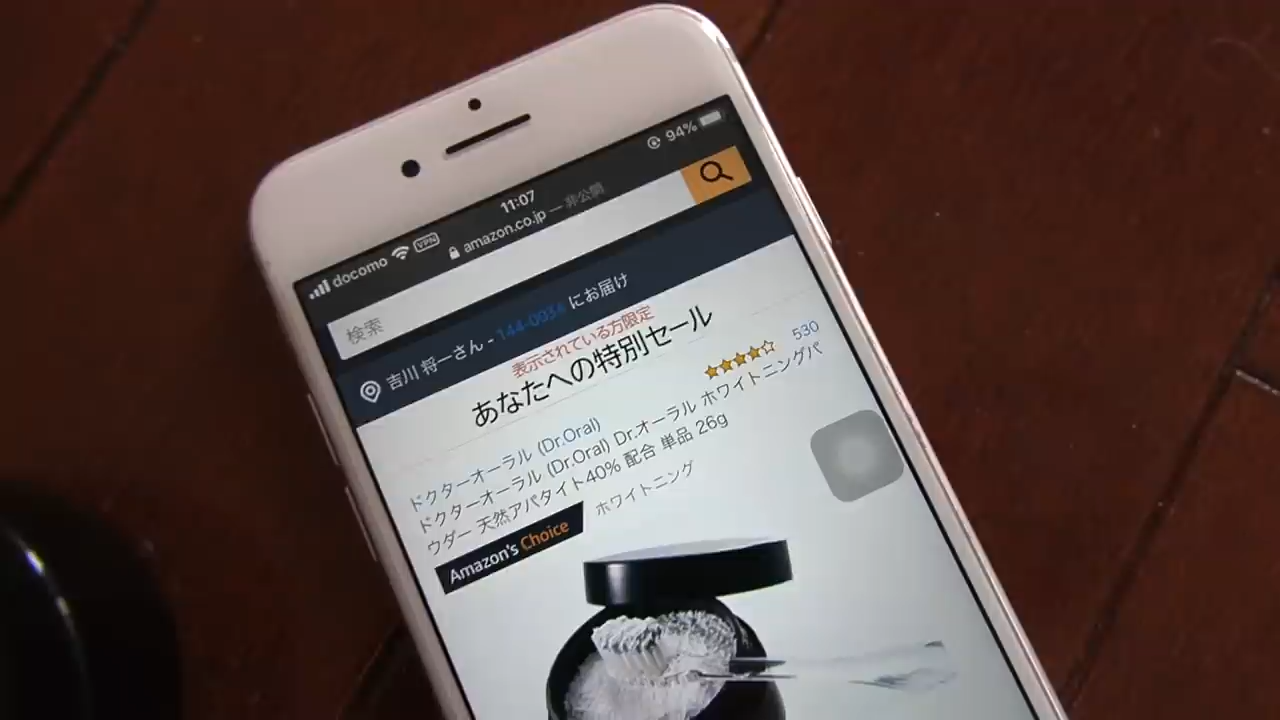 docomo VPN 11:07 94%
amazon.co.jp — 非公開
検索
吉川 将一さん - 144-0034 にお届け
表示されている方限定
あなたへの特別セール
ドクターオーラル (Dr.Oral) 530
ドクターオーラル (Dr.Oral) Dr.オーラル ホワイトニングパ
ウダー 天然アパタイト40% 配合 単品 26g
Amazon's Choice ホワイトニング